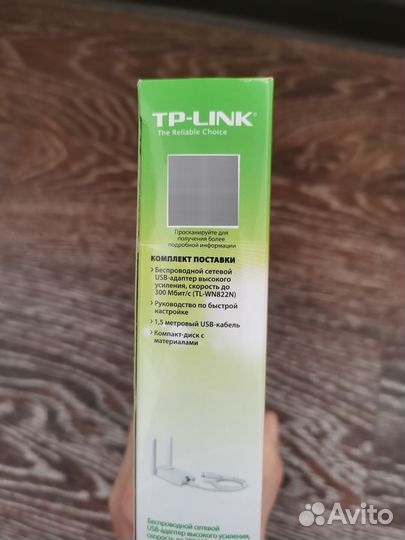 TP-LINK®
The Reliable Choice
Просканируйте для
получения более
подробной информации
КОМПЛЕКТ ПОСТАВКИ
› Беспроводной сетевой
USB-адаптер высокого
усиления, скорость до
300 Мбит/с (TL-WN822N)
› Руководство по быстрой
настройке
› 1,5 метровый USB-кабель
› Компакт-диск с
материалами
Беспроводной сетевой
USB-адаптер высокого усиления,
скорость до
Avito